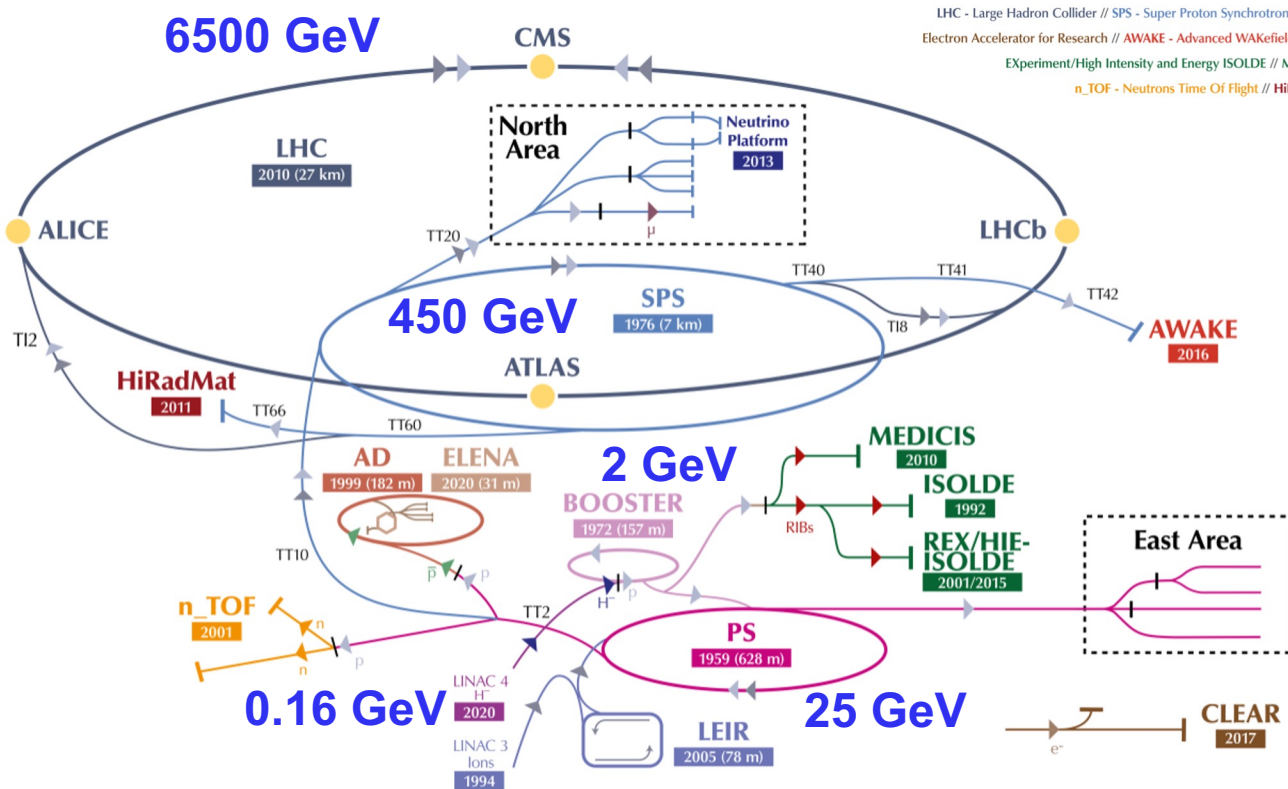 LHC - Large Hadron Collider // SPS - Super Proton Synchrotron
Electron Accelerator for Research // AWAKE - Advanced WAKefiel
EXperiment/High Intensity and Energy ISOLDE // M
n_TOF - Neutrons Time Of Flight // Hi
6500 GeV
CMS
North
Area
Neutrino
Platform
2013
LHC
2010 (27 km)
ALICE
LHCb
μ
TT20
TT40
TT41
TT42
TI8
SPS
1976 (7 km)
450 GeV
AWAKE
2016
TI2
ATLAS
HiRadMat
2011
TT66
TT60
AD
1999 (182 m)
ELENA
2020 (31 m)
2 GeV
MEDICIS
2010
ISOLDE
1992
RIBs
REX/HIE-
ISOLDE
2001/2015
BOOSTER
1972 (157 m)
TT10
p̅
p
H⁻
p
East Area
n_TOF
2001
n
n
p
TT2
PS
1959 (628 m)
0.16 GeV
25 GeV
LINAC 4
H⁻
2020
LINAC 3
Ions
1994
LEIR
2005 (78 m)
CLEAR
2017
e⁻